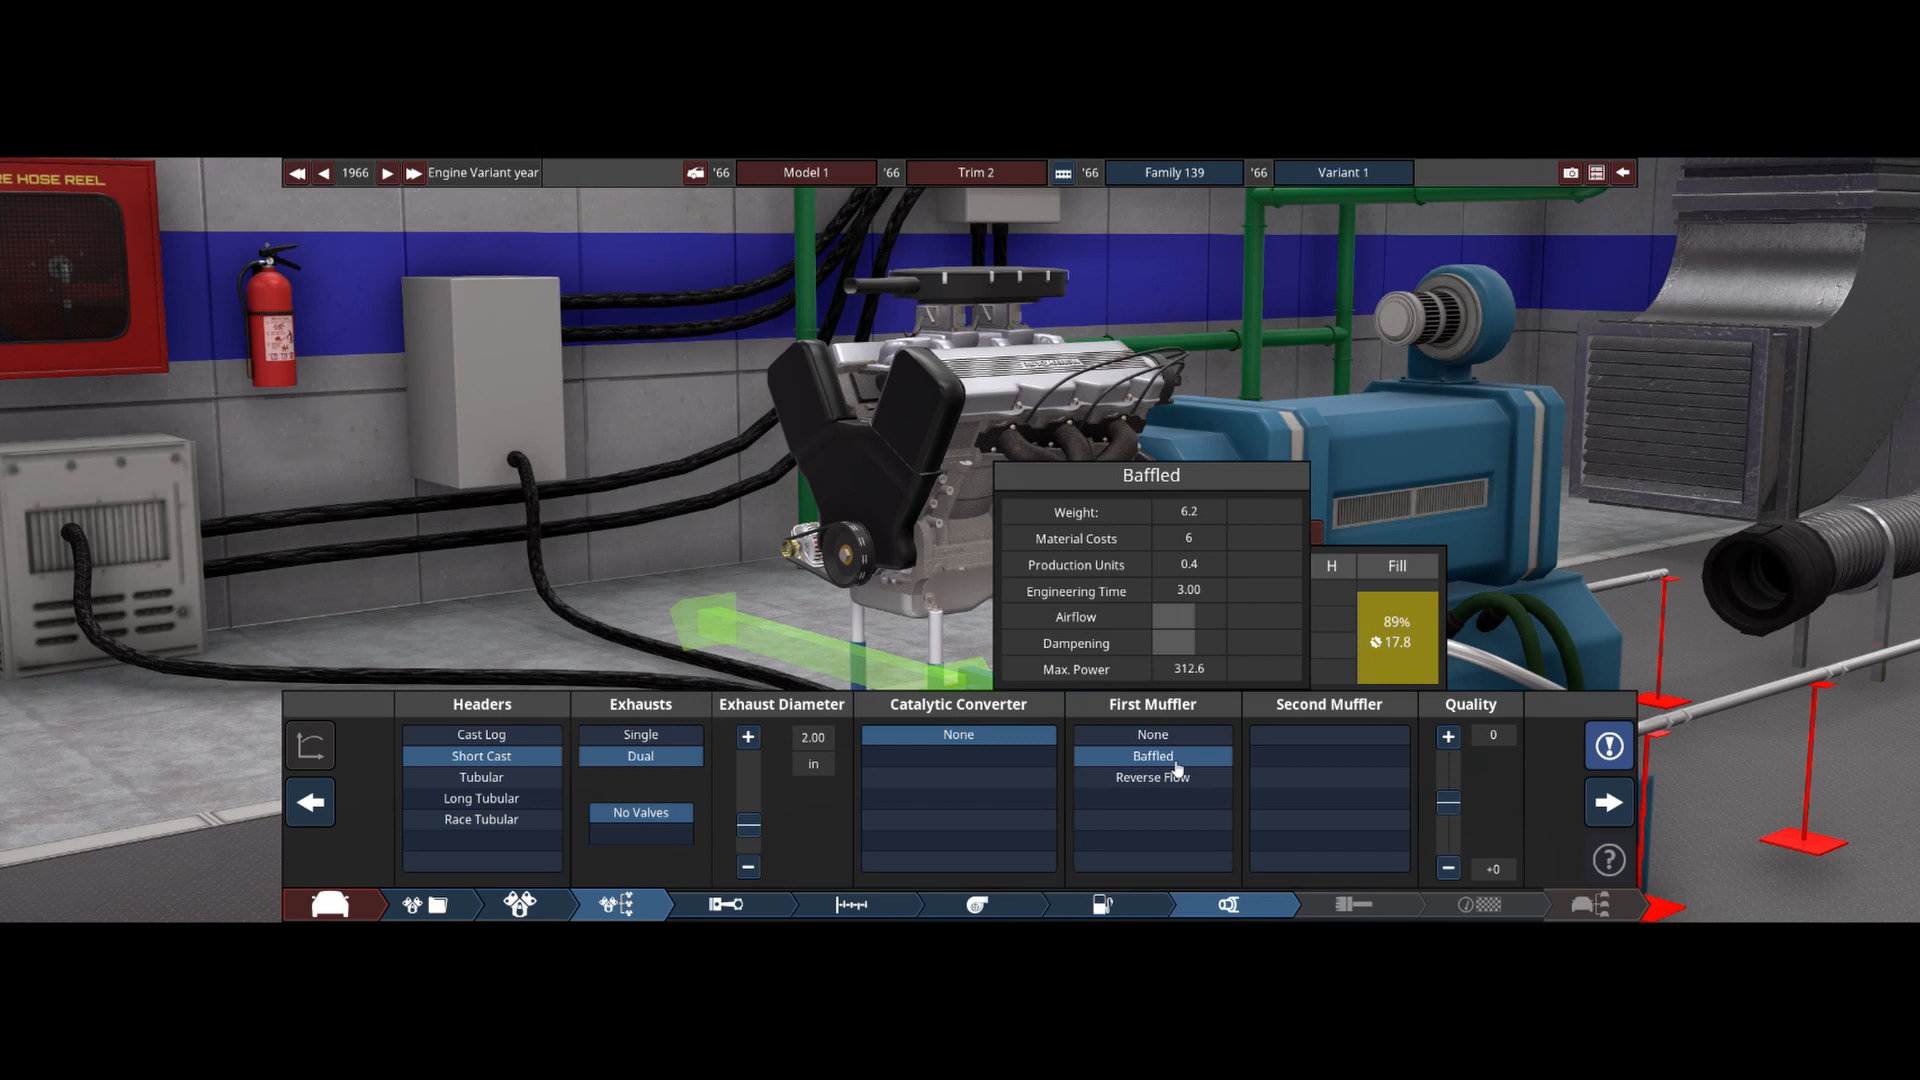 RE HOSE REEL
1966 Engine Variant year '66 Model 1 '66 Trim 2 '66 Family 139 '66 Variant 1
Baffled
Weight: 6.2
Material Costs 6
Production Units 0.4
Engineering Time 3.00
Airflow
Dampening
Max. Power 312.6
H Fill
89%
17.8
Headers Exhausts Exhaust Diameter Catalytic Converter First Muffler Second Muffler Quality
Cast Log Single 2.00 None None 0
Short Cast Dual in Baffled
Tubular Reverse Flow
Long Tubular No Valves
Race Tubular
+0